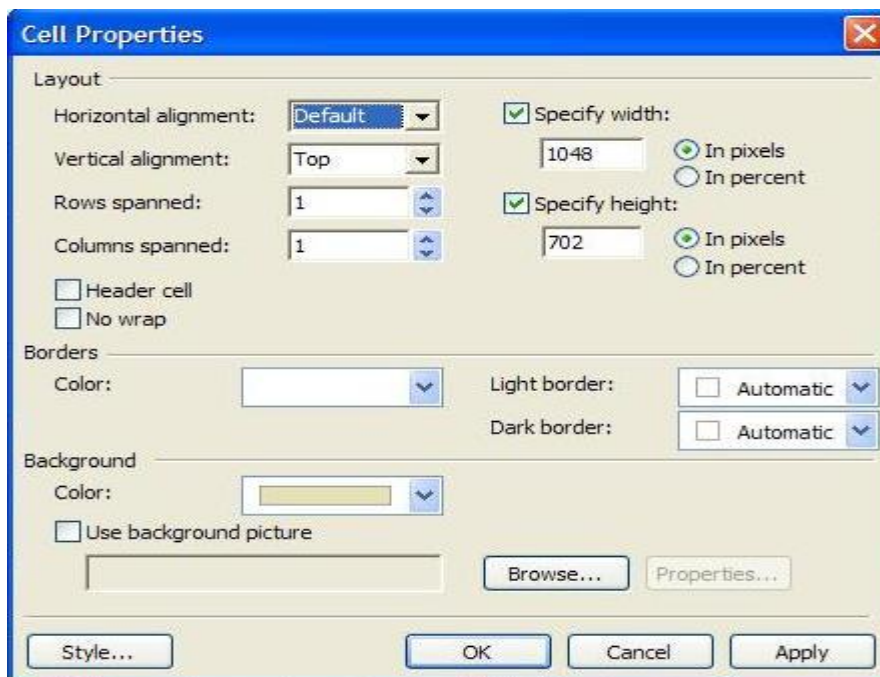 Cell Properties
Layout
Horizontal alignment: Default Specify width:
Vertical alignment: Top 1048 In pixels
In percent
Rows spanned: 1 Specify height:
Columns spanned: 1 702 In pixels
In percent
Header cell
No wrap
Borders
Color: Light border: Automatic
Dark border: Automatic
Background
Color:
Use background picture
Browse... Properties...
Style... OK Cancel Apply